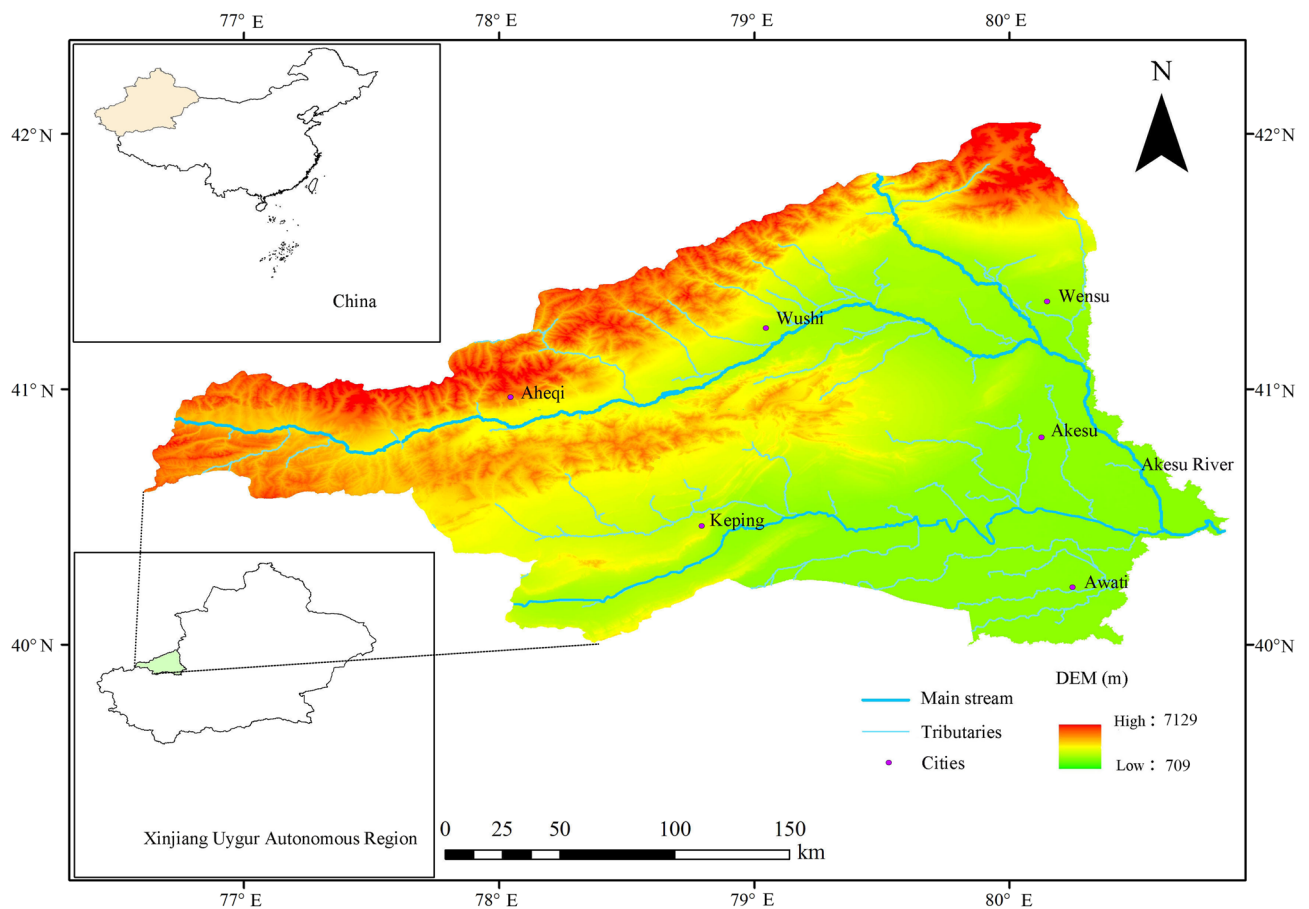 77° E
78° E
79° E
80° E
N
42° N
42° N
China
Wensu
Wushi
41° N
41° N
Aheqi
Akesu
Akesu River
Keping
Awati
40° N
40° N
DEM (m)
Main stream
High：7129
Tributaries
Cities
Low：709
Xinjiang Uygur Autonomous Region
0 25 50 100 150
km
77° E
78° E
79° E
80° E